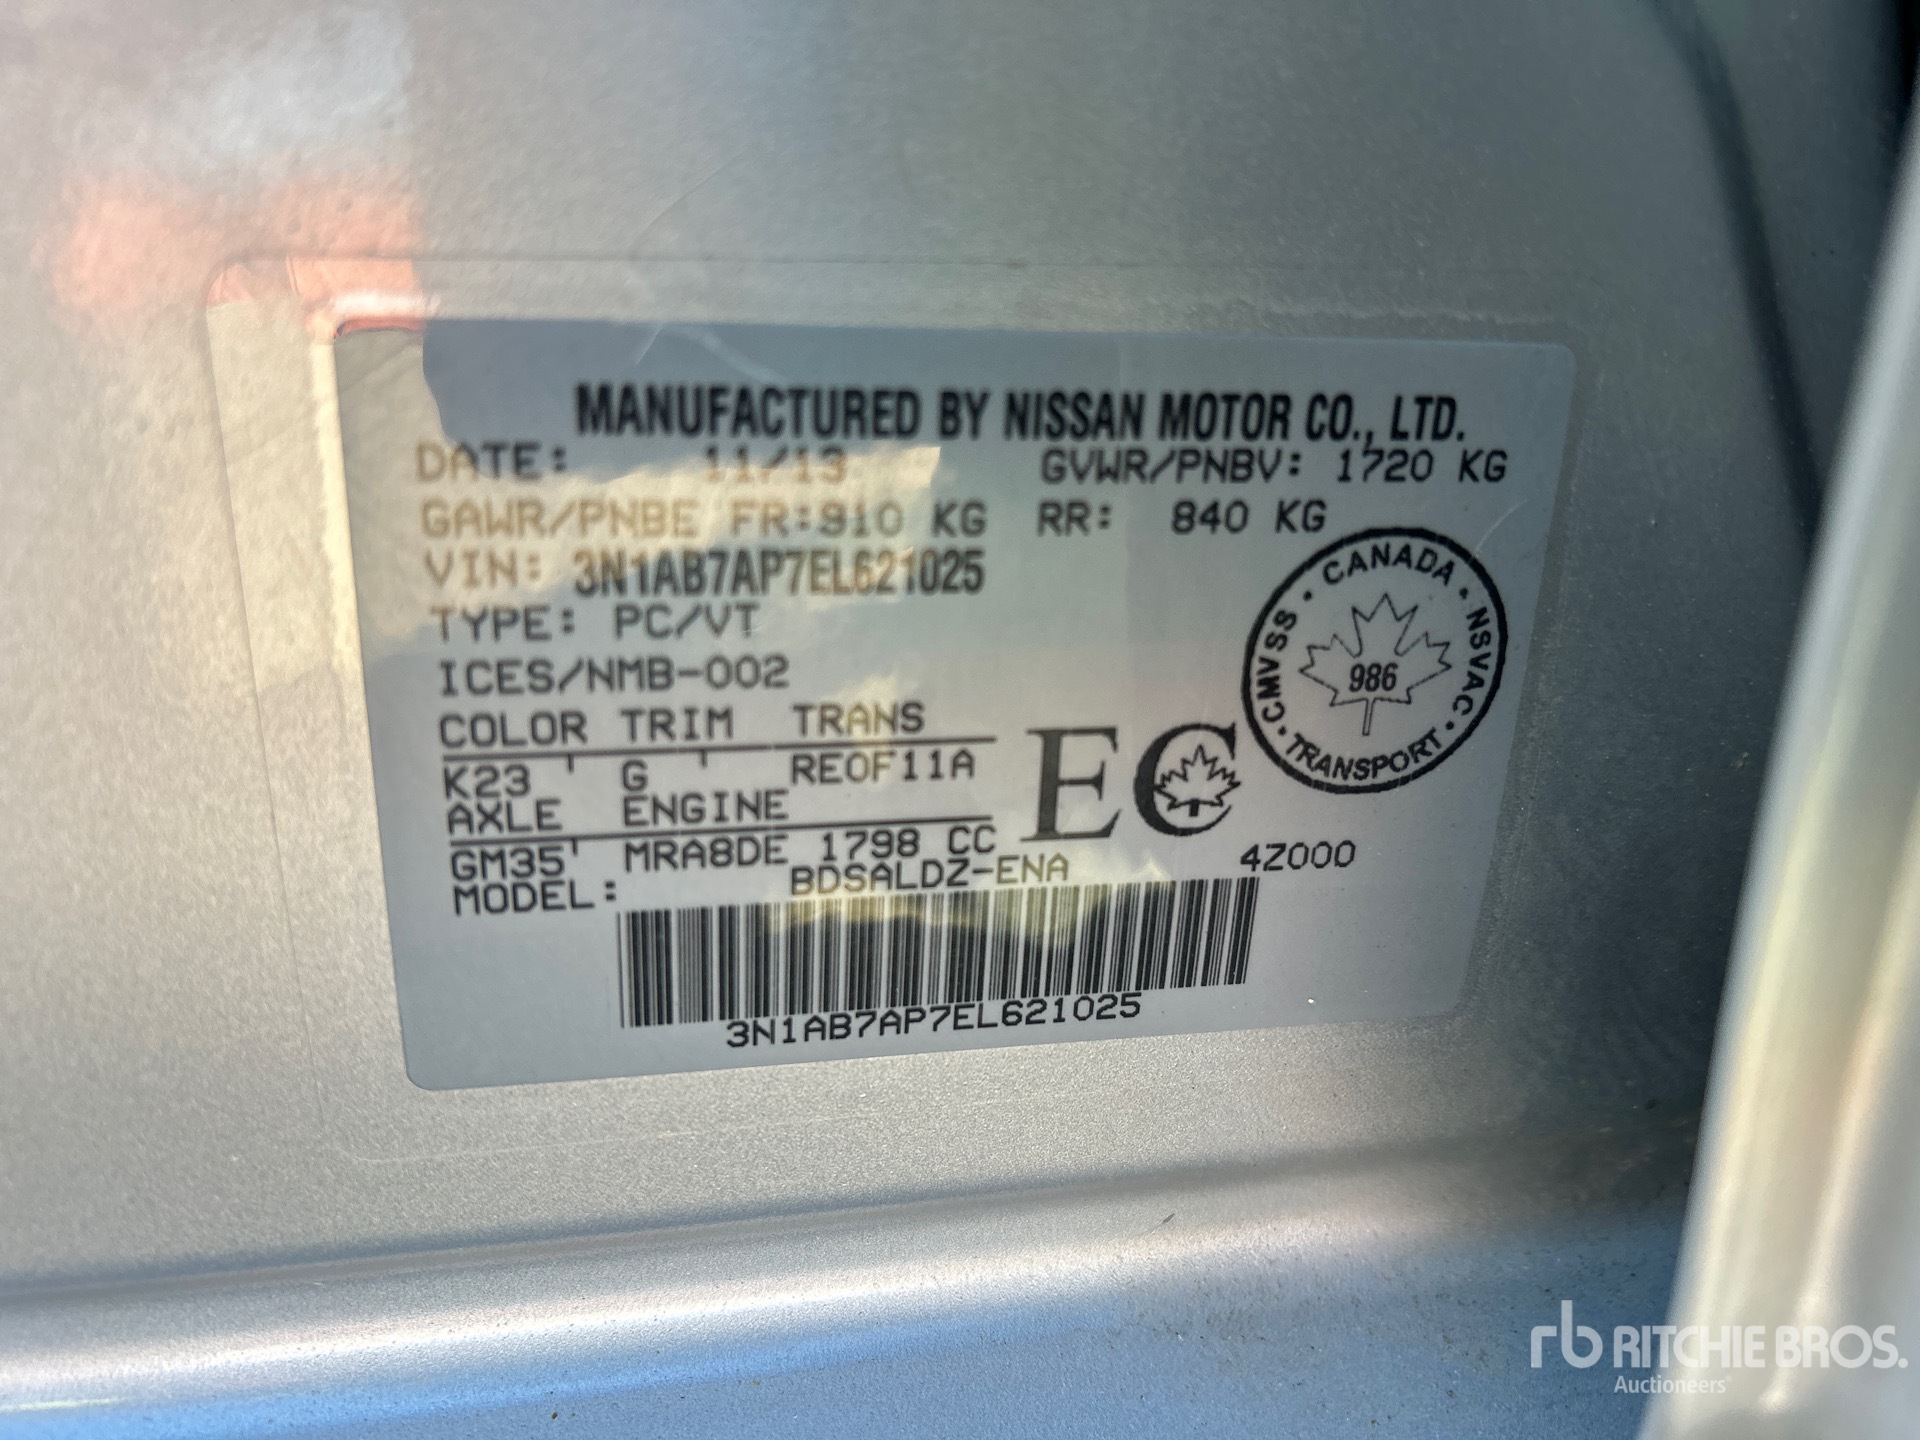 MANUFACTURED BY NISSAN MOTOR CO., LTD.
DATE: 11/13 GVWR/PNBV: 1720 KG
GAWR/PNBE FR:910 KG RR: 840 KG
VIN: 3N1AB7AP7EL621025
TYPE: PC/VT
ICES/NMB-002
COLOR TRIM TRANS
K23 G REOF11A
AXLE ENGINE
GM35 MRA8DE 1798 CC
MODEL: BDSALDZ-ENA
4Z000
EC
CANADA · NSVAC · TRANSPORT · CMVSS ·
986
3N1AB7AP7EL621025
rb RITCHIE BROS.
Auctioneers